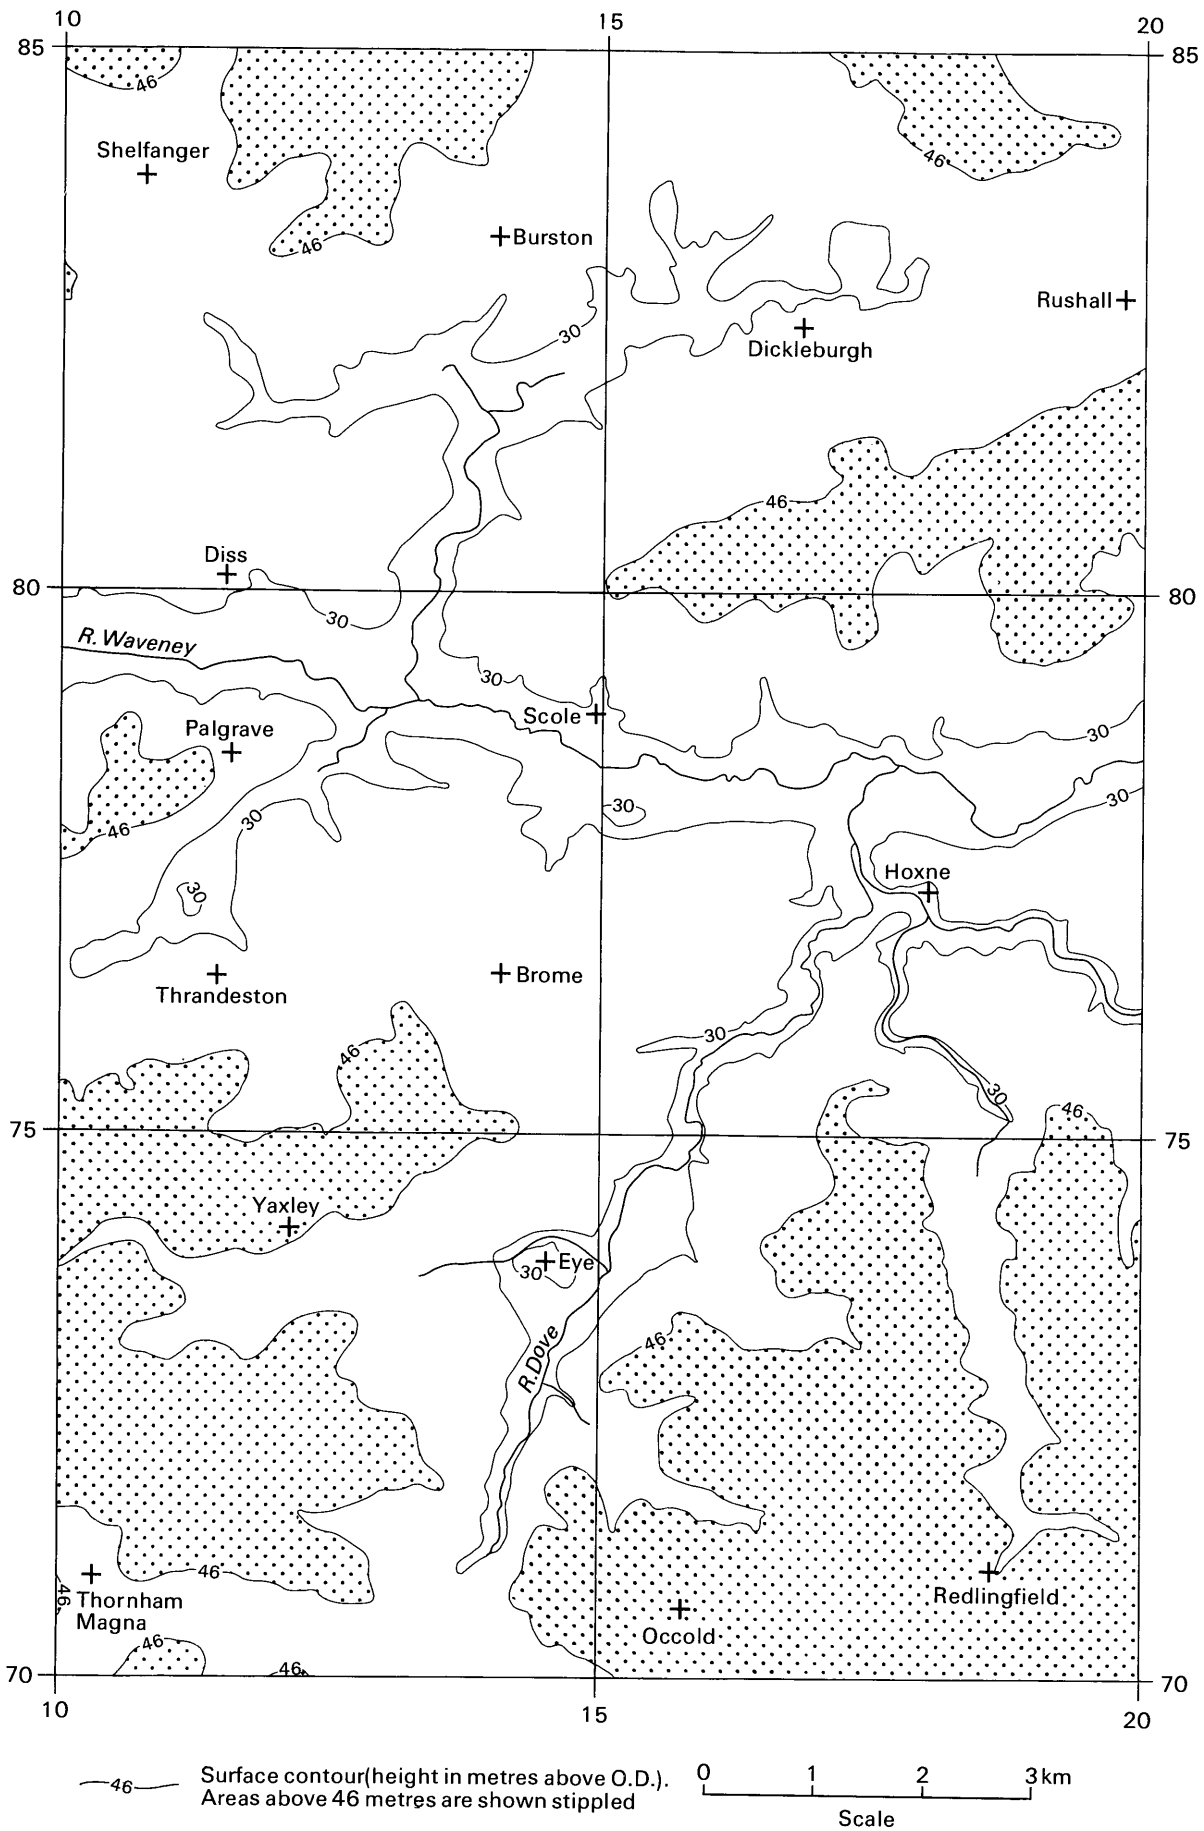 10 15 20
85 85
46
Shelfanger
46
46
Burston
Rushall
30
Dickleburgh
46
Diss
80 80
30
R. Waveney
30
Scole
Palgrave
30
30
30
30
46
Hoxne
30
Thrandeston
Brome
30
46
30
46
75 75
Yaxley
30 Eye
46
R. Dove
46
46
Thornham
Magna
Redlingfield
Occold
46
46
70 70
10 15 20
46 Surface contour(height in metres above O.D.).
Areas above 46 metres are shown stippled
0 1 2 3 km
Scale